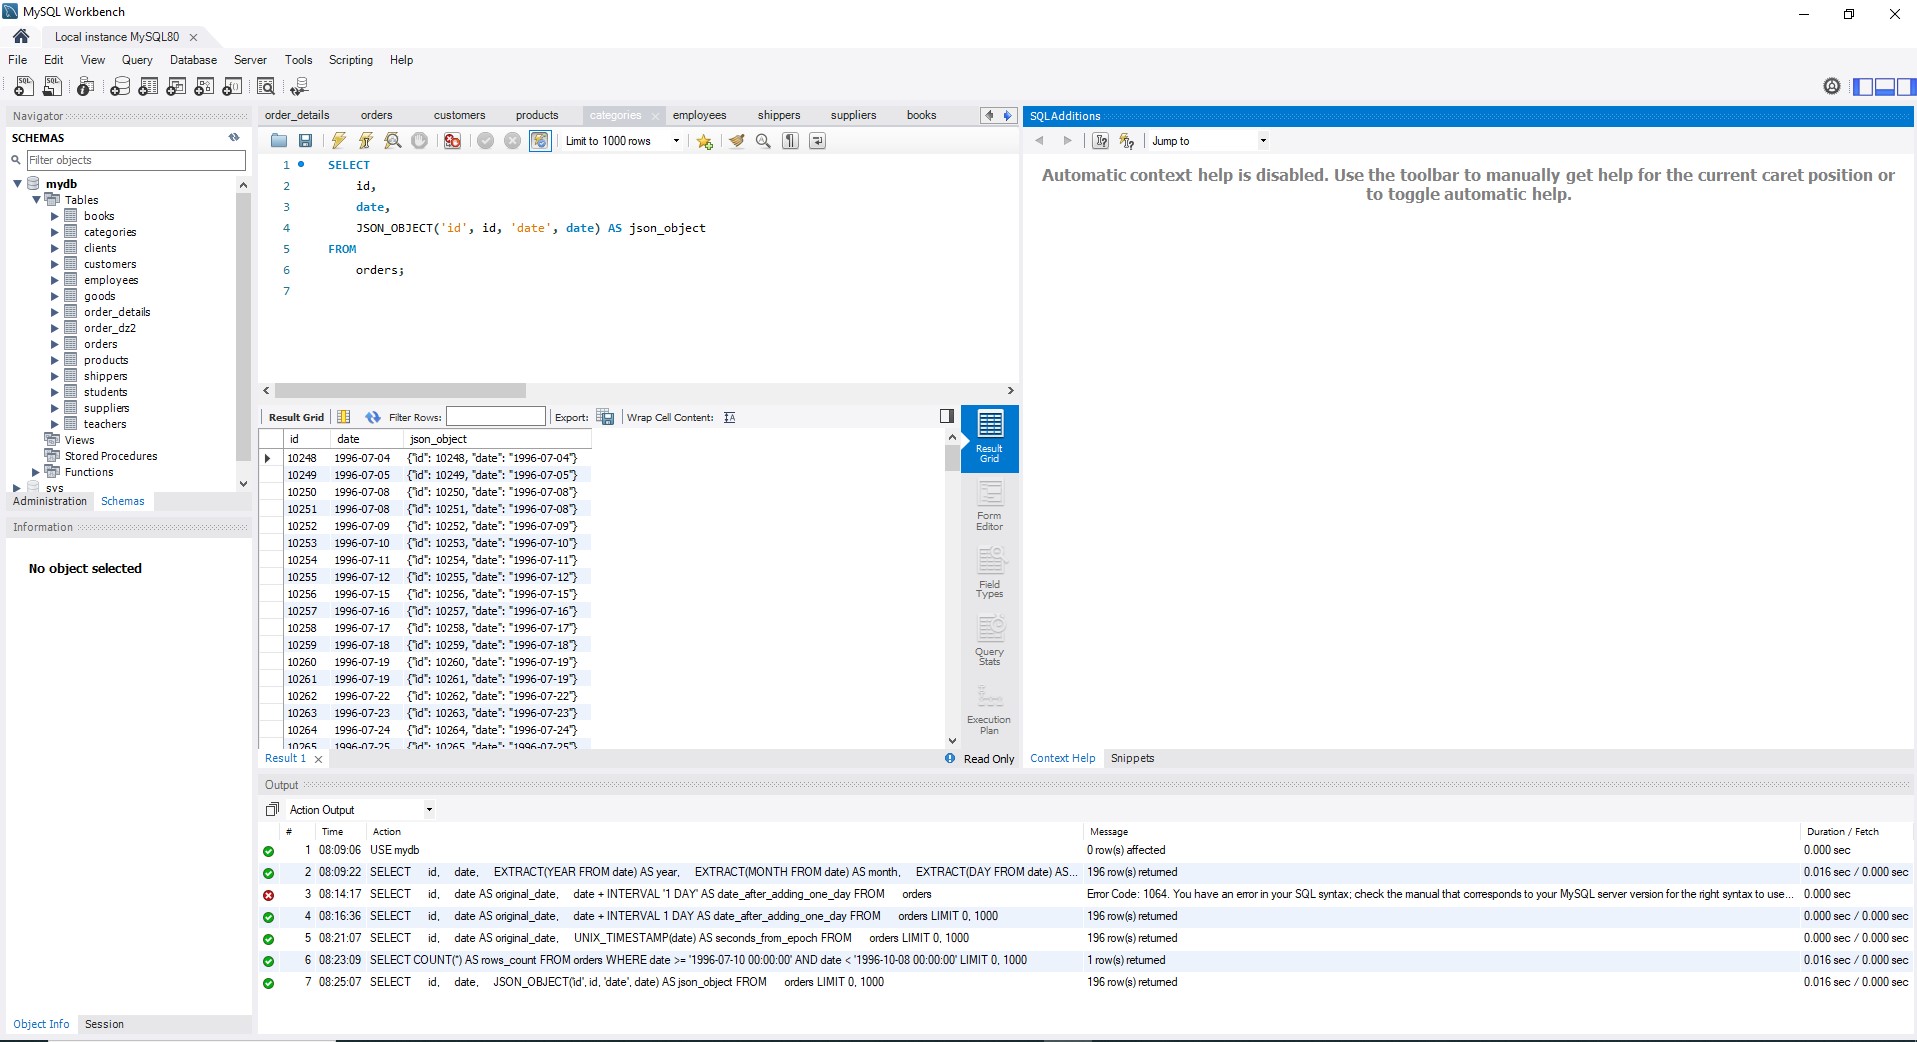 MySQL Workbench
Local instance MySQL80
File Edit View Query Database Server Tools Scripting Help
Navigator
SCHEMAS
Filter objects
mydb
Tables
books
categories
clients
customers
employees
goods
order_details
order_dz2
orders
products
shippers
students
suppliers
teachers
Views
Stored Procedures
Functions
sys
Administration Schemas
Information
No object selected
Object Info Session
order_details orders customers products categories employees shippers suppliers books
Limit to 1000 rows
1 SELECT
2 id,
3 date,
4 JSON_OBJECT('id', id, 'date', date) AS json_object
5 FROM
6 orders;
7
Result Grid Filter Rows: Export: Wrap Cell Content:
id date json_object
10248 1996-07-04 {"id": 10248, "date": "1996-07-04"}
10249 1996-07-05 {"id": 10249, "date": "1996-07-05"}
10250 1996-07-08 {"id": 10250, "date": "1996-07-08"}
10251 1996-07-08 {"id": 10251, "date": "1996-07-08"}
10252 1996-07-09 {"id": 10252, "date": "1996-07-09"}
10253 1996-07-10 {"id": 10253, "date": "1996-07-10"}
10254 1996-07-11 {"id": 10254, "date": "1996-07-11"}
10255 1996-07-12 {"id": 10255, "date": "1996-07-12"}
10256 1996-07-15 {"id": 10256, "date": "1996-07-15"}
10257 1996-07-16 {"id": 10257, "date": "1996-07-16"}
10258 1996-07-17 {"id": 10258, "date": "1996-07-17"}
10259 1996-07-18 {"id": 10259, "date": "1996-07-18"}
10260 1996-07-19 {"id": 10260, "date": "1996-07-19"}
10261 1996-07-19 {"id": 10261, "date": "1996-07-19"}
10262 1996-07-22 {"id": 10262, "date": "1996-07-22"}
10263 1996-07-23 {"id": 10263, "date": "1996-07-23"}
10264 1996-07-24 {"id": 10264, "date": "1996-07-24"}
10265 1996-07-25 {"id": 10265, "date": "1996-07-25"}
Result Grid
Form Editor
Field Types
Query Stats
Execution Plan
Result 1
Read Only
SQLAdditions
Jump to
Automatic context help is disabled. Use the toolbar to manually get help for the current caret position or
to toggle automatic help.
Context Help Snippets
Output
Action Output
# Time Action Message Duration / Fetch
1 08:09:06 USE mydb 0 row(s) affected 0.000 sec
2 08:09:22 SELECT id, date, EXTRACT(YEAR FROM date) AS year, EXTRACT(MONTH FROM date) AS month, EXTRACT(DAY FROM date) AS... 196 row(s) returned 0.016 sec / 0.000 sec
3 08:14:17 SELECT id, date AS original_date, date + INTERVAL '1 DAY' AS date_after_adding_one_day FROM orders Error Code: 1064. You have an error in your SQL syntax; check the manual that corresponds to your MySQL server version for the right syntax to use... 0.000 sec
4 08:16:36 SELECT id, date AS original_date, date + INTERVAL 1 DAY AS date_after_adding_one_day FROM orders LIMIT 0, 1000 196 row(s) returned 0.000 sec / 0.000 sec
5 08:21:07 SELECT id, date AS original_date, UNIX_TIMESTAMP(date) AS seconds_from_epoch FROM orders LIMIT 0, 1000 196 row(s) returned 0.000 sec / 0.000 sec
6 08:23:09 SELECT COUNT(*) AS rows_count FROM orders WHERE date >= '1996-07-10 00:00:00' AND date < '1996-10-08 00:00:00' LIMIT 0, 1000 1 row(s) returned 0.016 sec / 0.000 sec
7 08:25:07 SELECT id, date, JSON_OBJECT('id', id, 'date', date) AS json_object FROM orders LIMIT 0, 1000 196 row(s) returned 0.016 sec / 0.000 sec